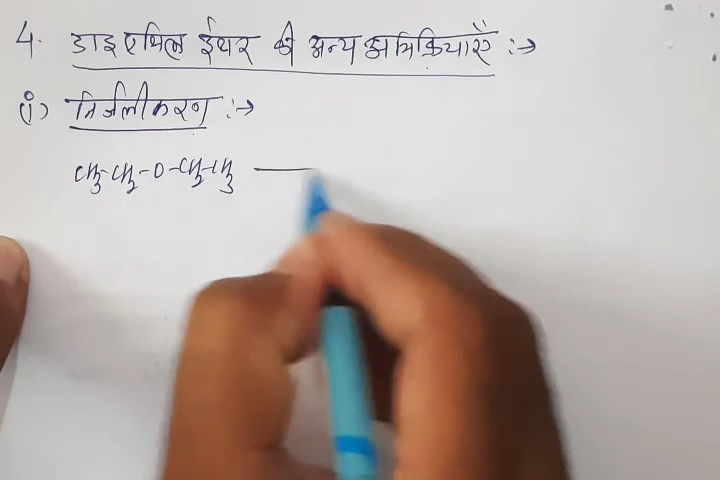 4. डाइएथिल ईथर की अन्य अभिक्रियाएँ :→
(i) निर्जलीकरण :→
CH3-CH2-O-CH2-CH3 ——